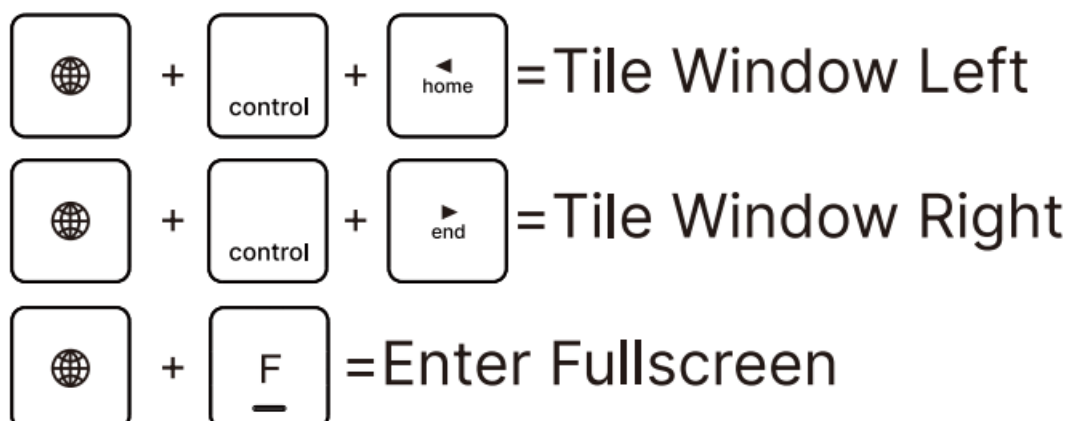 + control + ◄ home =Tile Window Left
+ control + ► end =Tile Window Right
+ F =Enter Fullscreen